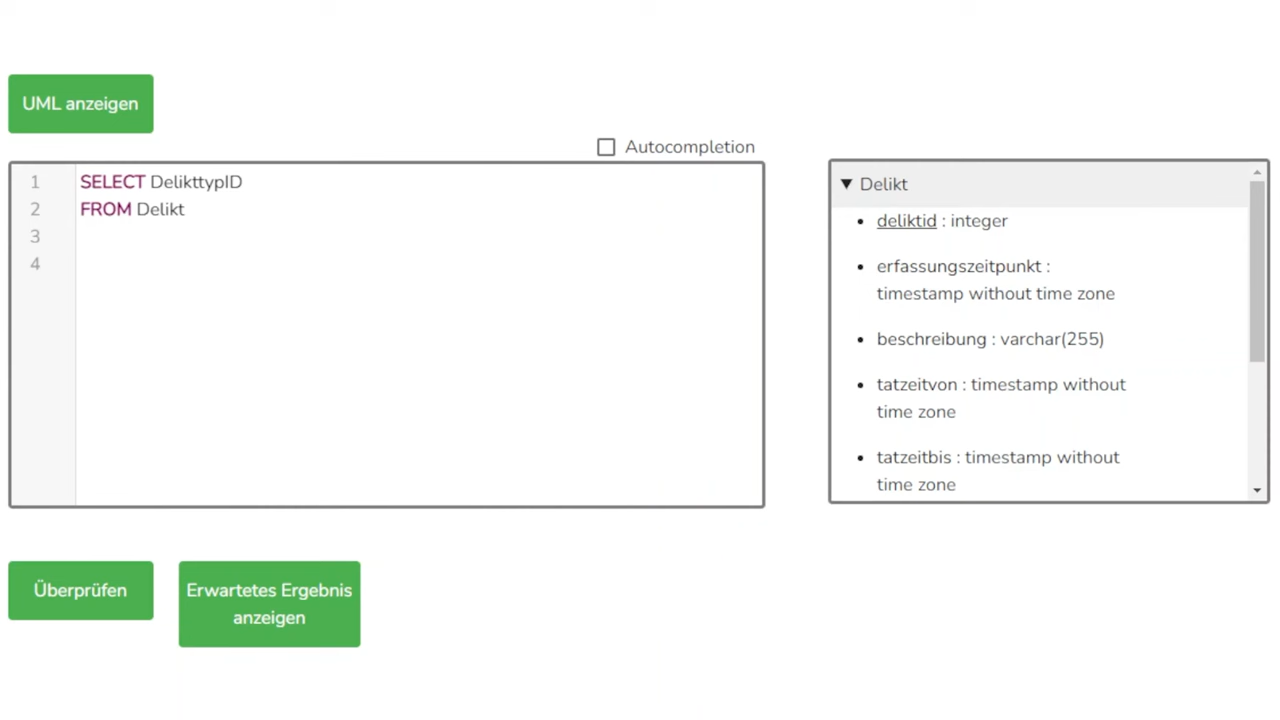 UML anzeigen
Autocompletion
1 SELECT DelikttypID
2 FROM Delikt
3
4
▼ Delikt
• deliktid : integer
• erfassungszeitpunkt :
timestamp without time zone
• beschreibung : varchar(255)
• tatzeitvon : timestamp without
time zone
• tatzeitbis : timestamp without
time zone
Überprüfen
Erwartetes Ergebnis
anzeigen